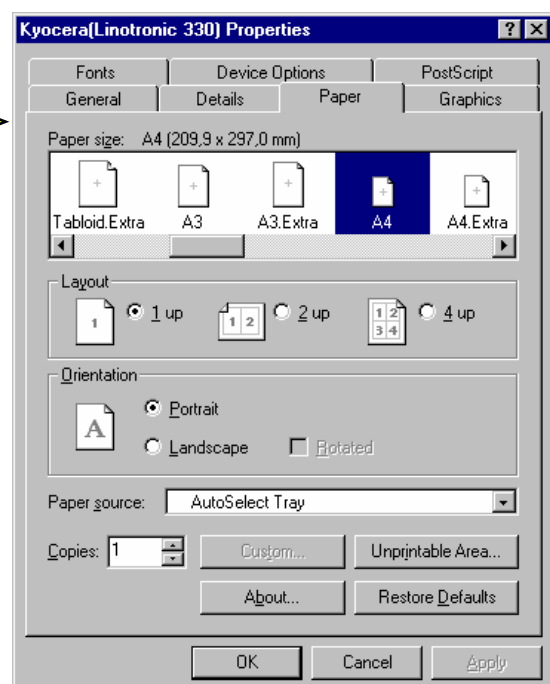 Kyocera(Linotronic 330) Properties ? X
Fonts Device Options PostScript
General Details Paper Graphics
Paper size: A4 (209,9 x 297,0 mm)
Tabloid.Extra A3 A3.Extra A4 A4.Extra
Layout
1 1 up 1 2 2 up 1 2 3 4 4 up
Orientation
A Portrait
Landscape Rotated
Paper source: AutoSelect Tray
Copies: 1 Custom... Unprintable Area...
About... Restore Defaults
OK Cancel Apply